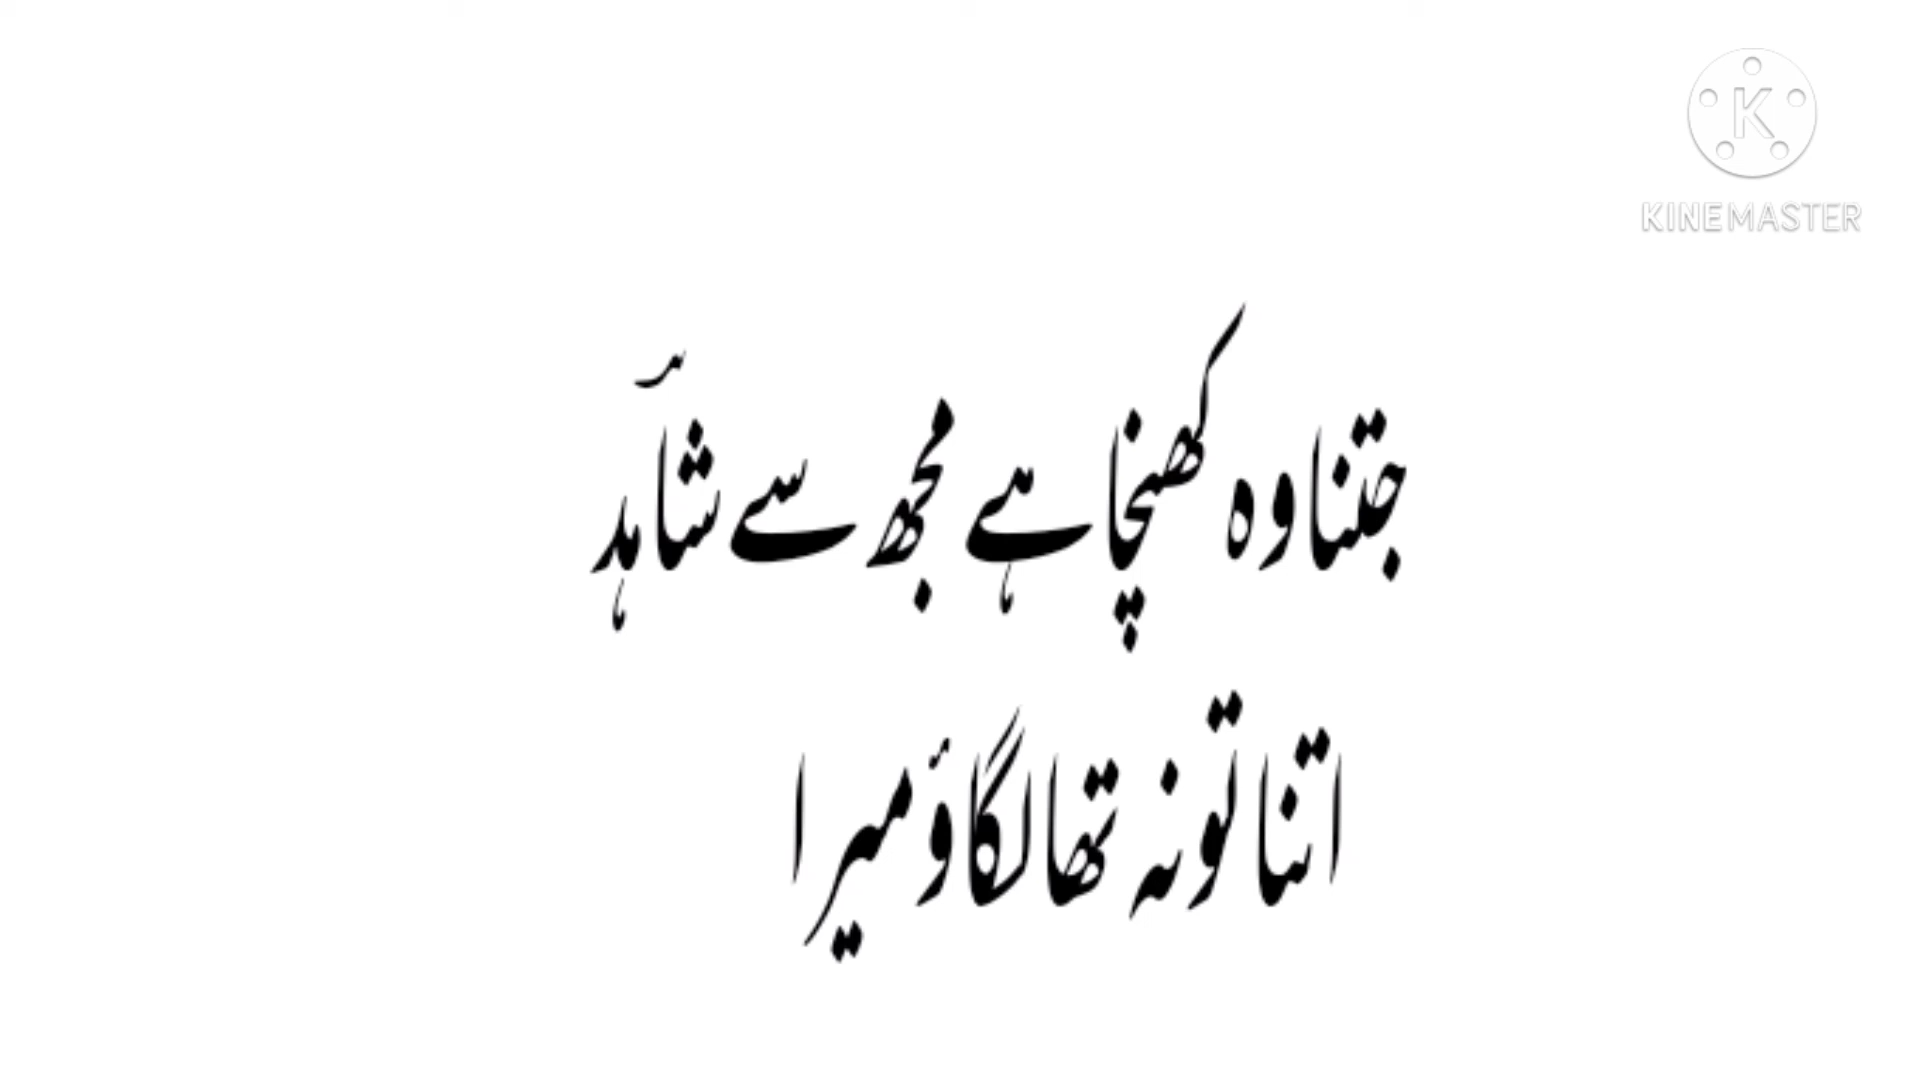 KINEMASTER
جتنا وہ کھنچا ہے مجھ سے شاہدؔ
اتنا تو نہ تھا لگاؤ میرا